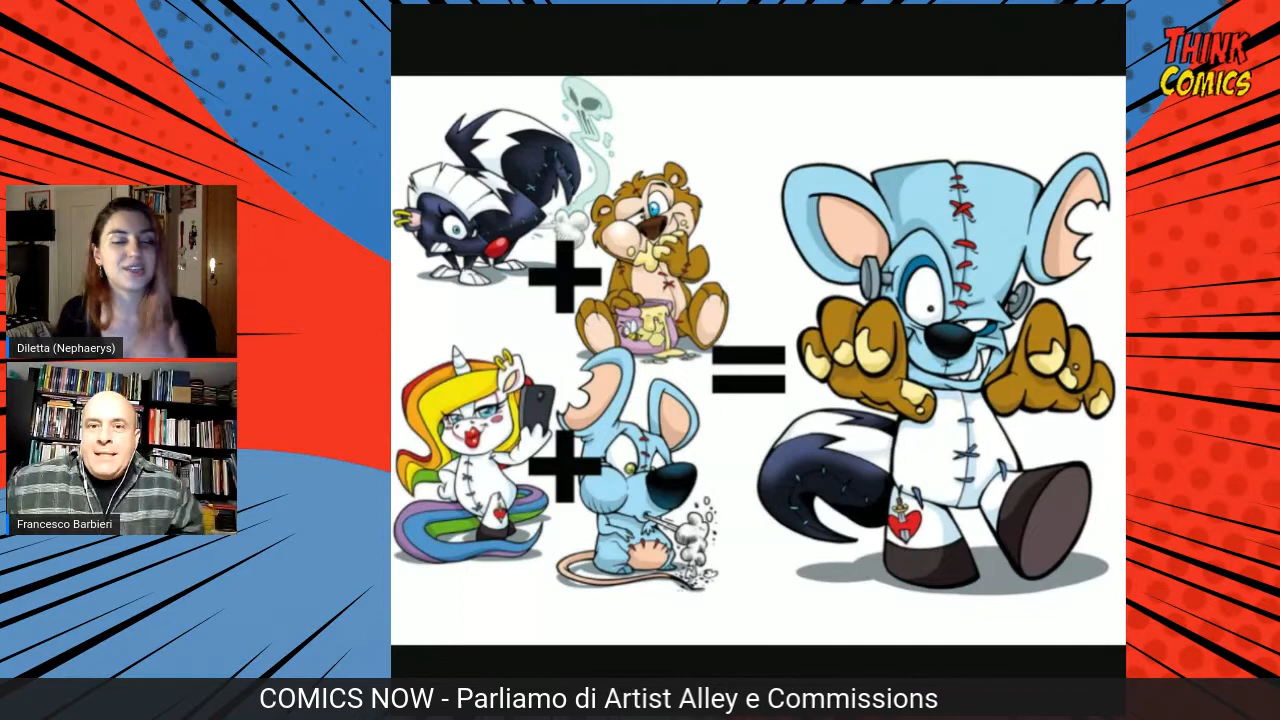 THINK
COMICS
Diletta (Nephaerys)
Francesco Barbieri
COMICS NOW - Parliamo di Artist Alley e Commissions